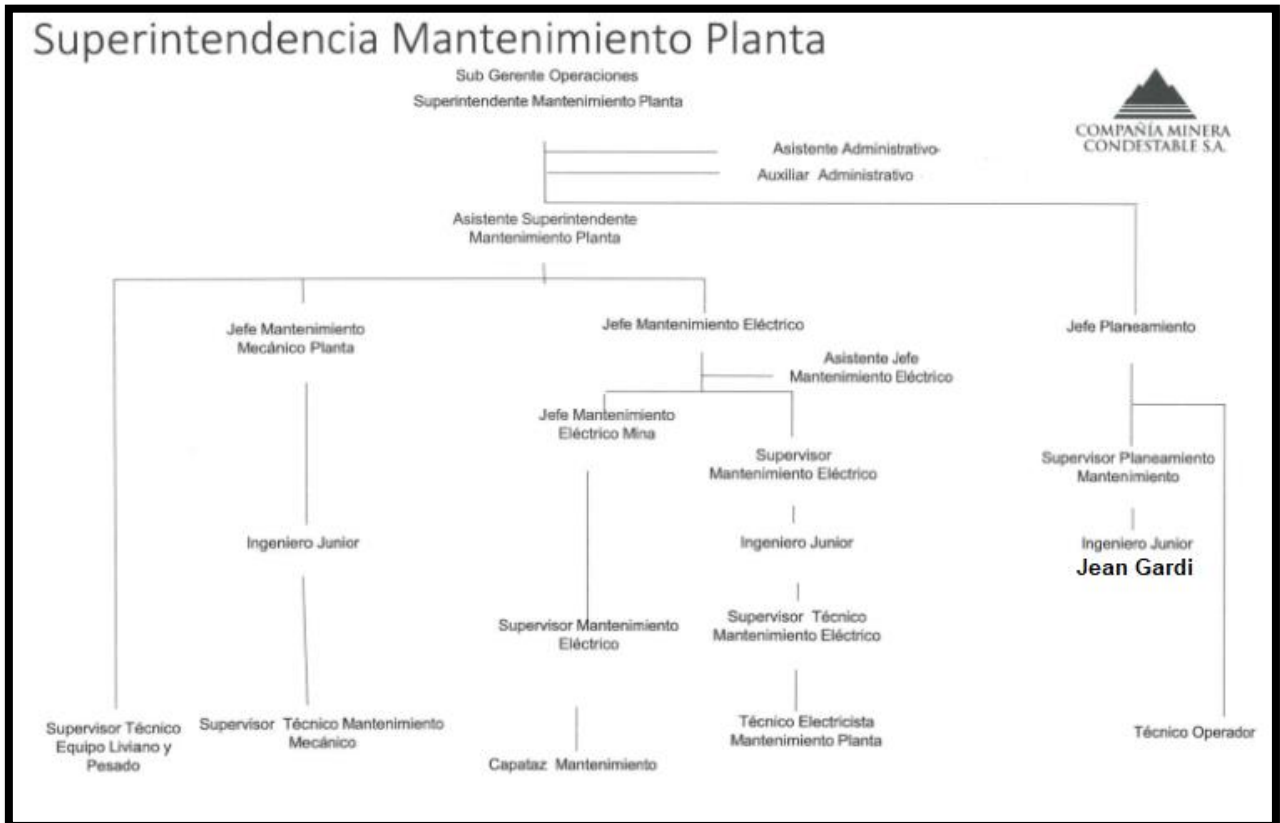 Superintendencia Mantenimiento Planta
Sub Gerente Operaciones
Superintendente Mantenimiento Planta
COMPAÑÍA MINERA
CONDESTABLE S.A.
Asistente Administrativo-
Auxiliar Administrativo
Asistente Superintendente
Mantenimiento Planta
Jefe Mantenimiento
Mecánico Planta
Jefe Mantenimiento Eléctrico
Jefe Planeamiento
Asistente Jefe
Mantenimiento Eléctrico
Jefe Mantenimiento
Eléctrico Mina
Supervisor
Mantenimiento Eléctrico
Supervisor Planeamiento
Mantenimiento
Ingeniero Junior
Ingeniero Junior
Ingeniero Junior
Jean Gardi
Supervisor Mantenimiento
Eléctrico
Supervisor Técnico
Mantenimiento Eléctrico
Supervisor Técnico
Equipo Liviano y
Pesado
Supervisor Técnico Mantenimiento
Mecánico
Capataz Mantenimiento
Técnico Electricista
Mantenimiento Planta
Técnico Operador